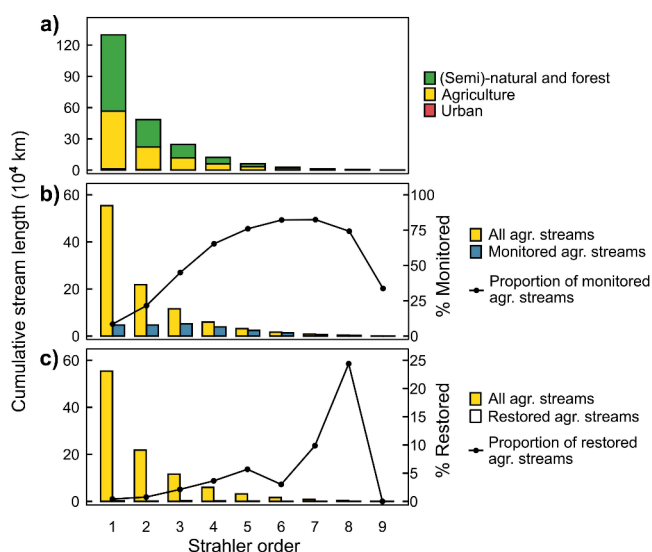 a)
120
90
60
30
0
(Semi)-natural and forest
Agriculture
Urban
Cumulative stream length (10⁴ km)
b)
60
40
20
0
100
75
50
25
0
% Monitored
All agr. streams
Monitored agr. streams
Proportion of monitored
agr. streams
c)
60
40
20
0
25
20
15
10
5
0
% Restored
All agr. streams
Restored agr. streams
Proportion of restored
agr. streams
1 2 3 4 5 6 7 8 9
Strahler order